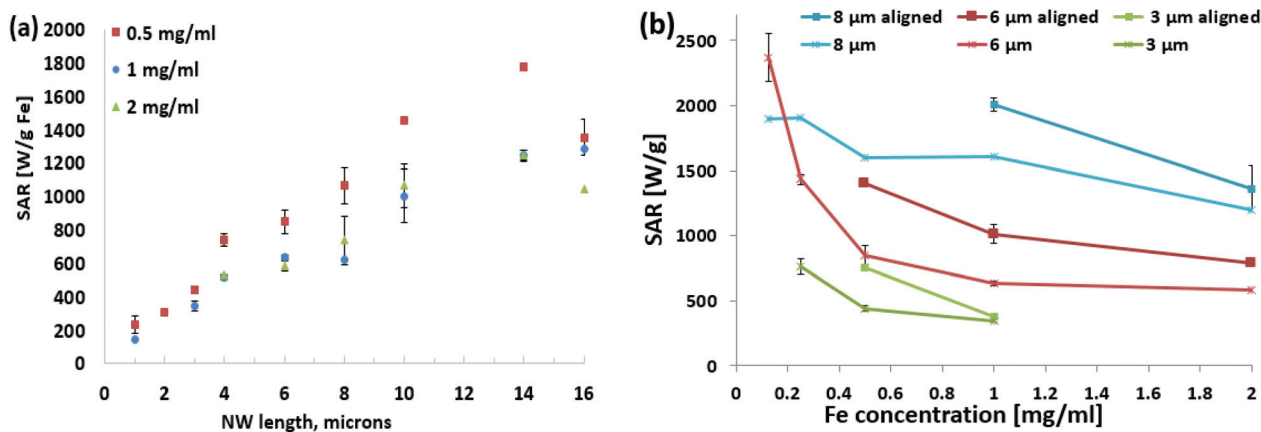 (a)
0.5 mg/ml
1 mg/ml
2 mg/ml
SAR [W/g Fe]
2000
1800
1600
1400
1200
1000
800
600
400
200
0
0 2 4 6 8 10 12 14 16
NW length, microns
(b)
8 µm aligned 6 µm aligned 3 µm aligned
8 µm 6 µm 3 µm
SAR [W/g]
2500
2000
1500
1000
500
0
0 0.2 0.4 0.6 0.8 1 1.2 1.4 1.6 1.8 2
Fe concentration [mg/ml]